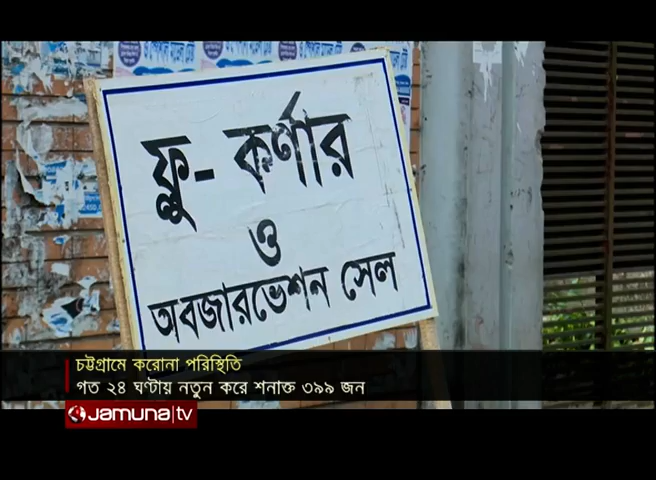 ফ্লু - কর্ণার
ও
অবজারভেশন সেল
চট্টগ্রামে করোনা পরিস্থিতি
গত ২৪ ঘণ্টায় নতুন করে শনাক্ত ৩৯৯ জন
JAMUNA tv